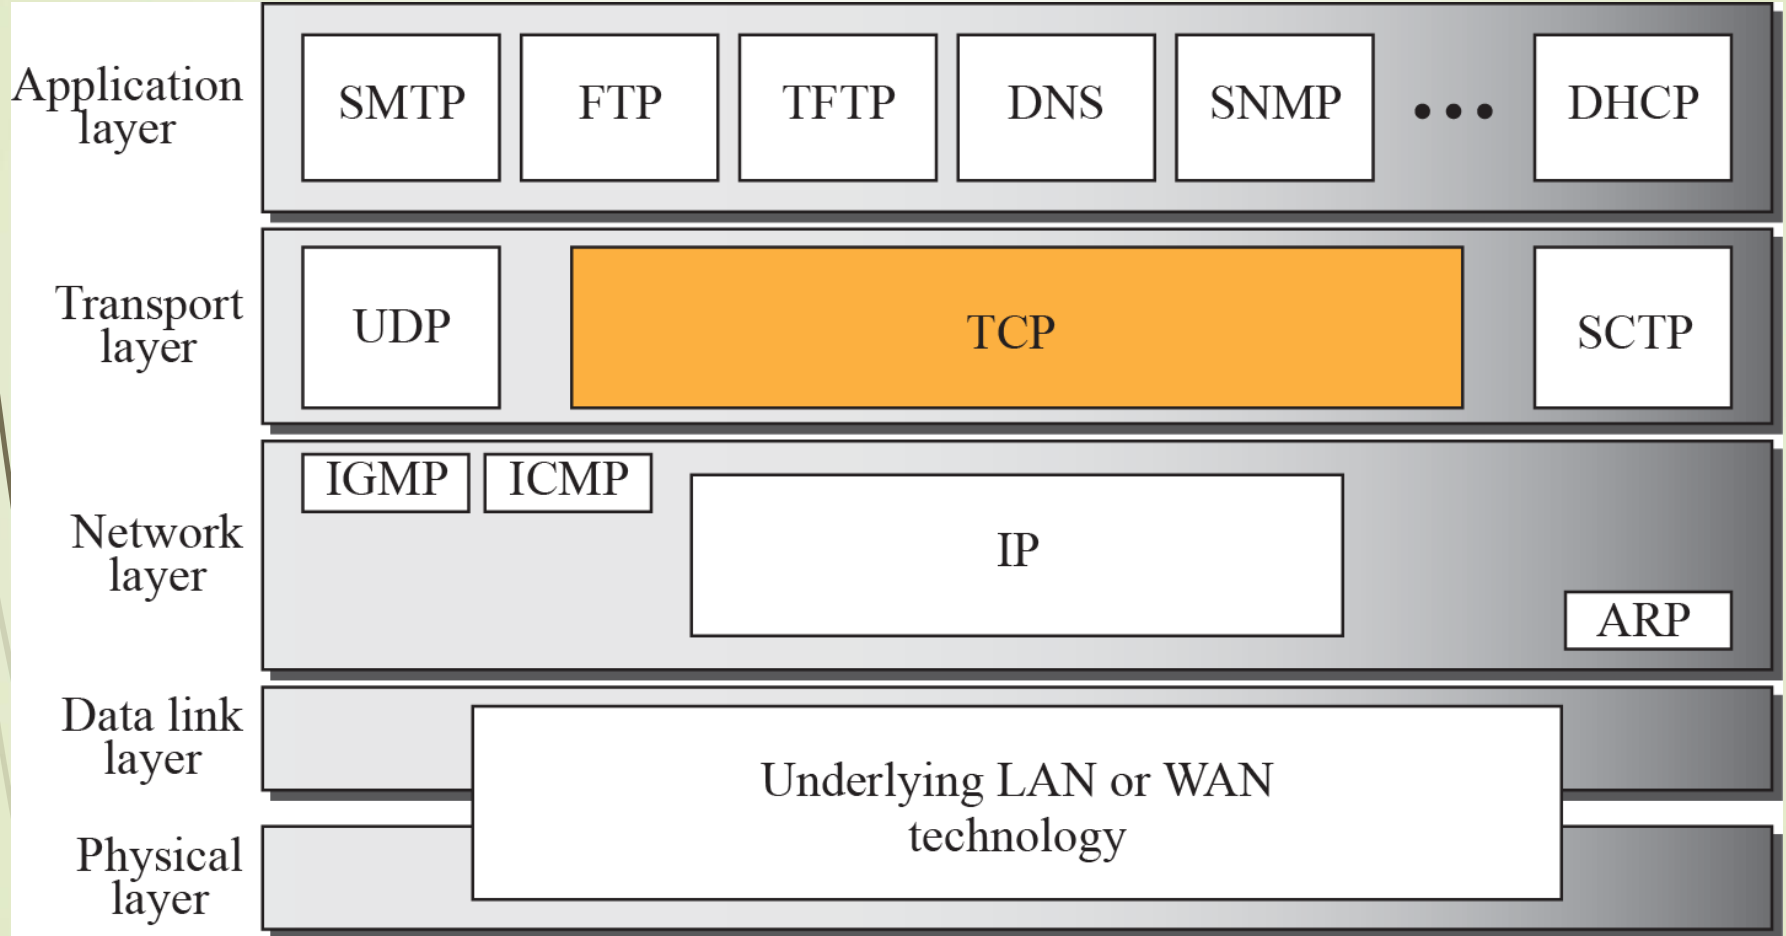 Application
layer
SMTP
FTP
TFTP
DNS
SNMP
•••
DHCP
Transport
layer
UDP
TCP
SCTP
Network
layer
IGMP
ICMP
IP
ARP
Data link
layer
Underlying LAN or WAN
technology
Physical
layer